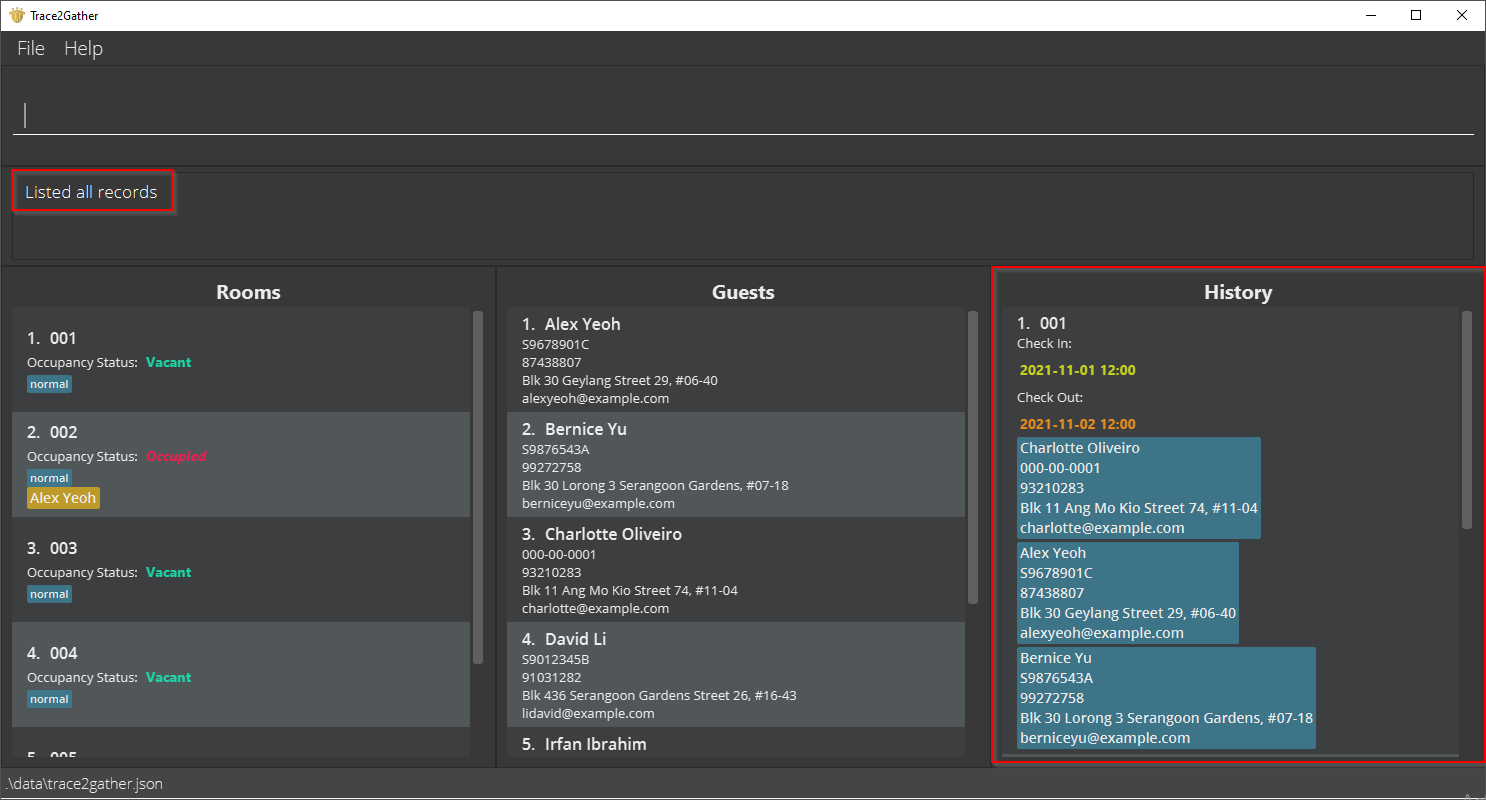 Trace2Gather
File Help
Listed all records
Rooms
1. 001
Occupancy Status: Vacant
normal
2. 002
Occupancy Status: Occupied
normal
Alex Yeoh
3. 003
Occupancy Status: Vacant
normal
4. 004
Occupancy Status: Vacant
normal
5. 005
Guests
1. Alex Yeoh
S9678901C
87438807
Blk 30 Geylang Street 29, #06-40
alexyeoh@example.com
2. Bernice Yu
S9876543A
99272758
Blk 30 Lorong 3 Serangoon Gardens, #07-18
berniceyu@example.com
3. Charlotte Oliveiro
000-00-0001
93210283
Blk 11 Ang Mo Kio Street 74, #11-04
charlotte@example.com
4. David Li
S9012345B
91031282
Blk 436 Serangoon Gardens Street 26, #16-43
lidavid@example.com
5. Irfan Ibrahim
History
1. 001
Check In:
2021-11-01 12:00
Check Out:
2021-11-02 12:00
Charlotte Oliveiro
000-00-0001
93210283
Blk 11 Ang Mo Kio Street 74, #11-04
charlotte@example.com
Alex Yeoh
S9678901C
87438807
Blk 30 Geylang Street 29, #06-40
alexyeoh@example.com
Bernice Yu
S9876543A
99272758
Blk 30 Lorong 3 Serangoon Gardens, #07-18
berniceyu@example.com
.\data\trace2gather.json